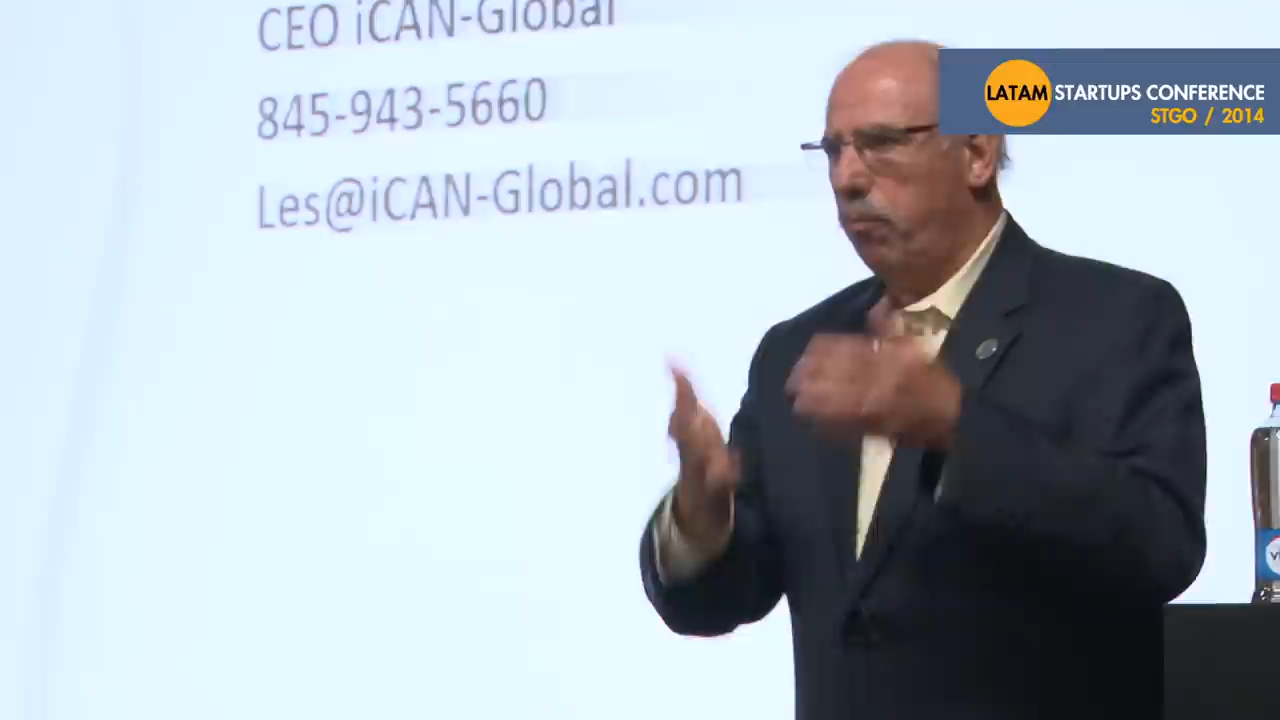 CEO iCAN-Global
845-943-5660
Les@iCAN-Global.com
LATAM STARTUPS CONFERENCE
STGO / 2014